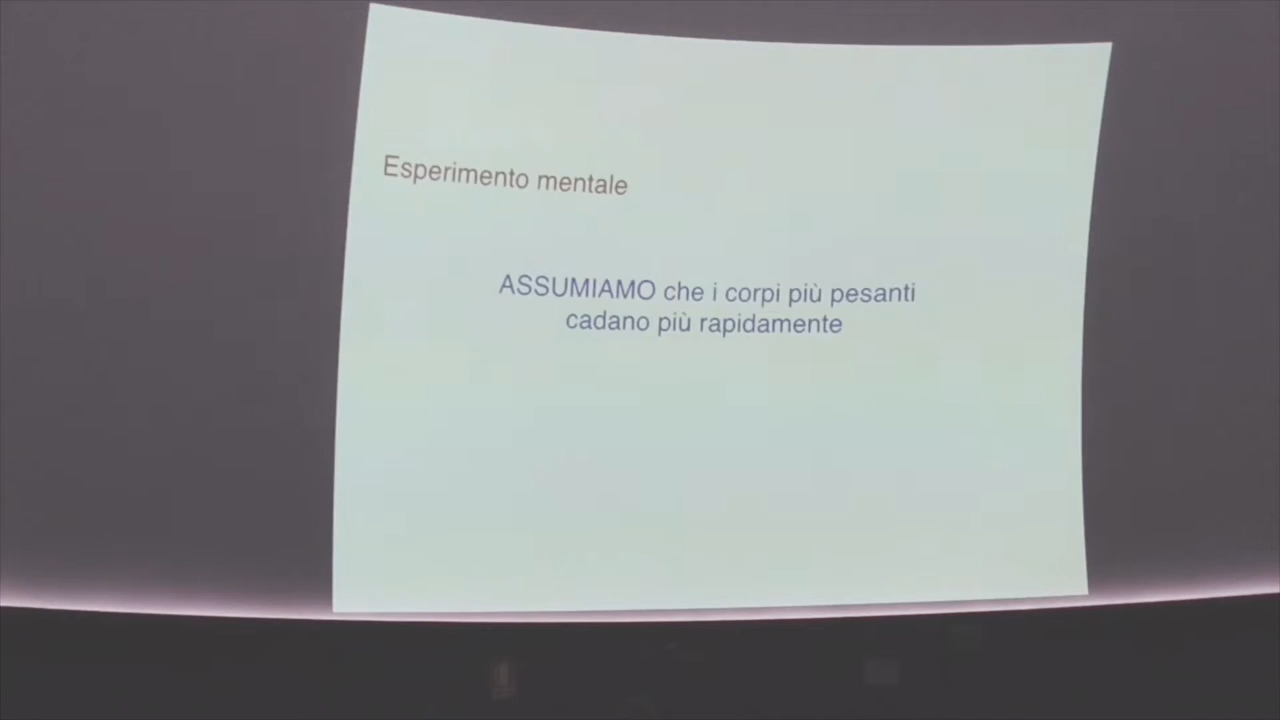 Esperimento mentale
ASSUMIAMO che i corpi più pesanti
cadano più rapidamente